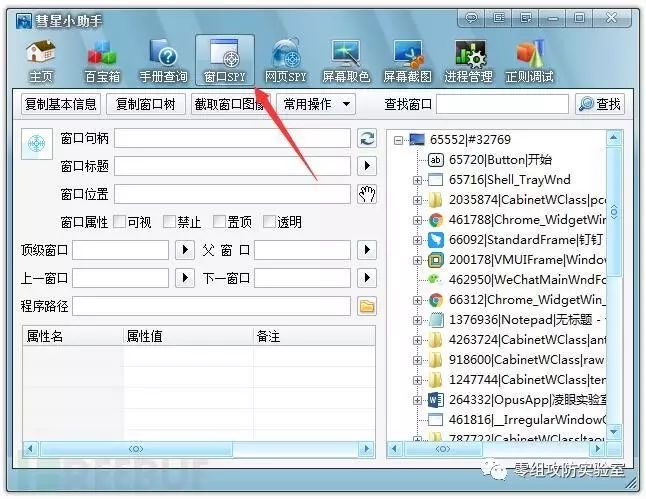 彗星小助手
主页 百宝箱 手册查询 窗口SPY 网页SPY 屏幕取色 屏幕截图 进程管理 正则调试
复制基本信息 复制窗口树 截取窗口图像 常用操作 查找窗口 查找
窗口句柄
窗口标题
窗口位置
窗口属性 可视 禁止 置顶 透明
顶级窗口 父 窗 口
上一窗口 下一窗口
程序路径
属性名 属性值 备注
65552|#32769
ab 65720|Button|开始
65716|Shell_TrayWnd
2035874|CabinetWClass|pc
461788|Chrome_WidgetWin
66092|StandardFrame|钉钉
200178|VMUIFrame|Window
462950|WeChatMainWndFo
66312|Chrome_WidgetWin_
1376936|Notepad|无标题 -
4263724|CabinetWClass|ant
918600|CabinetWClass|raw
1247744|CabinetWClass|ter
264332|OpusApp|凌眼实验室
461816|__IrregularWindow
787722|CabinetWClass|taou
REEBUF
零组攻防实验室